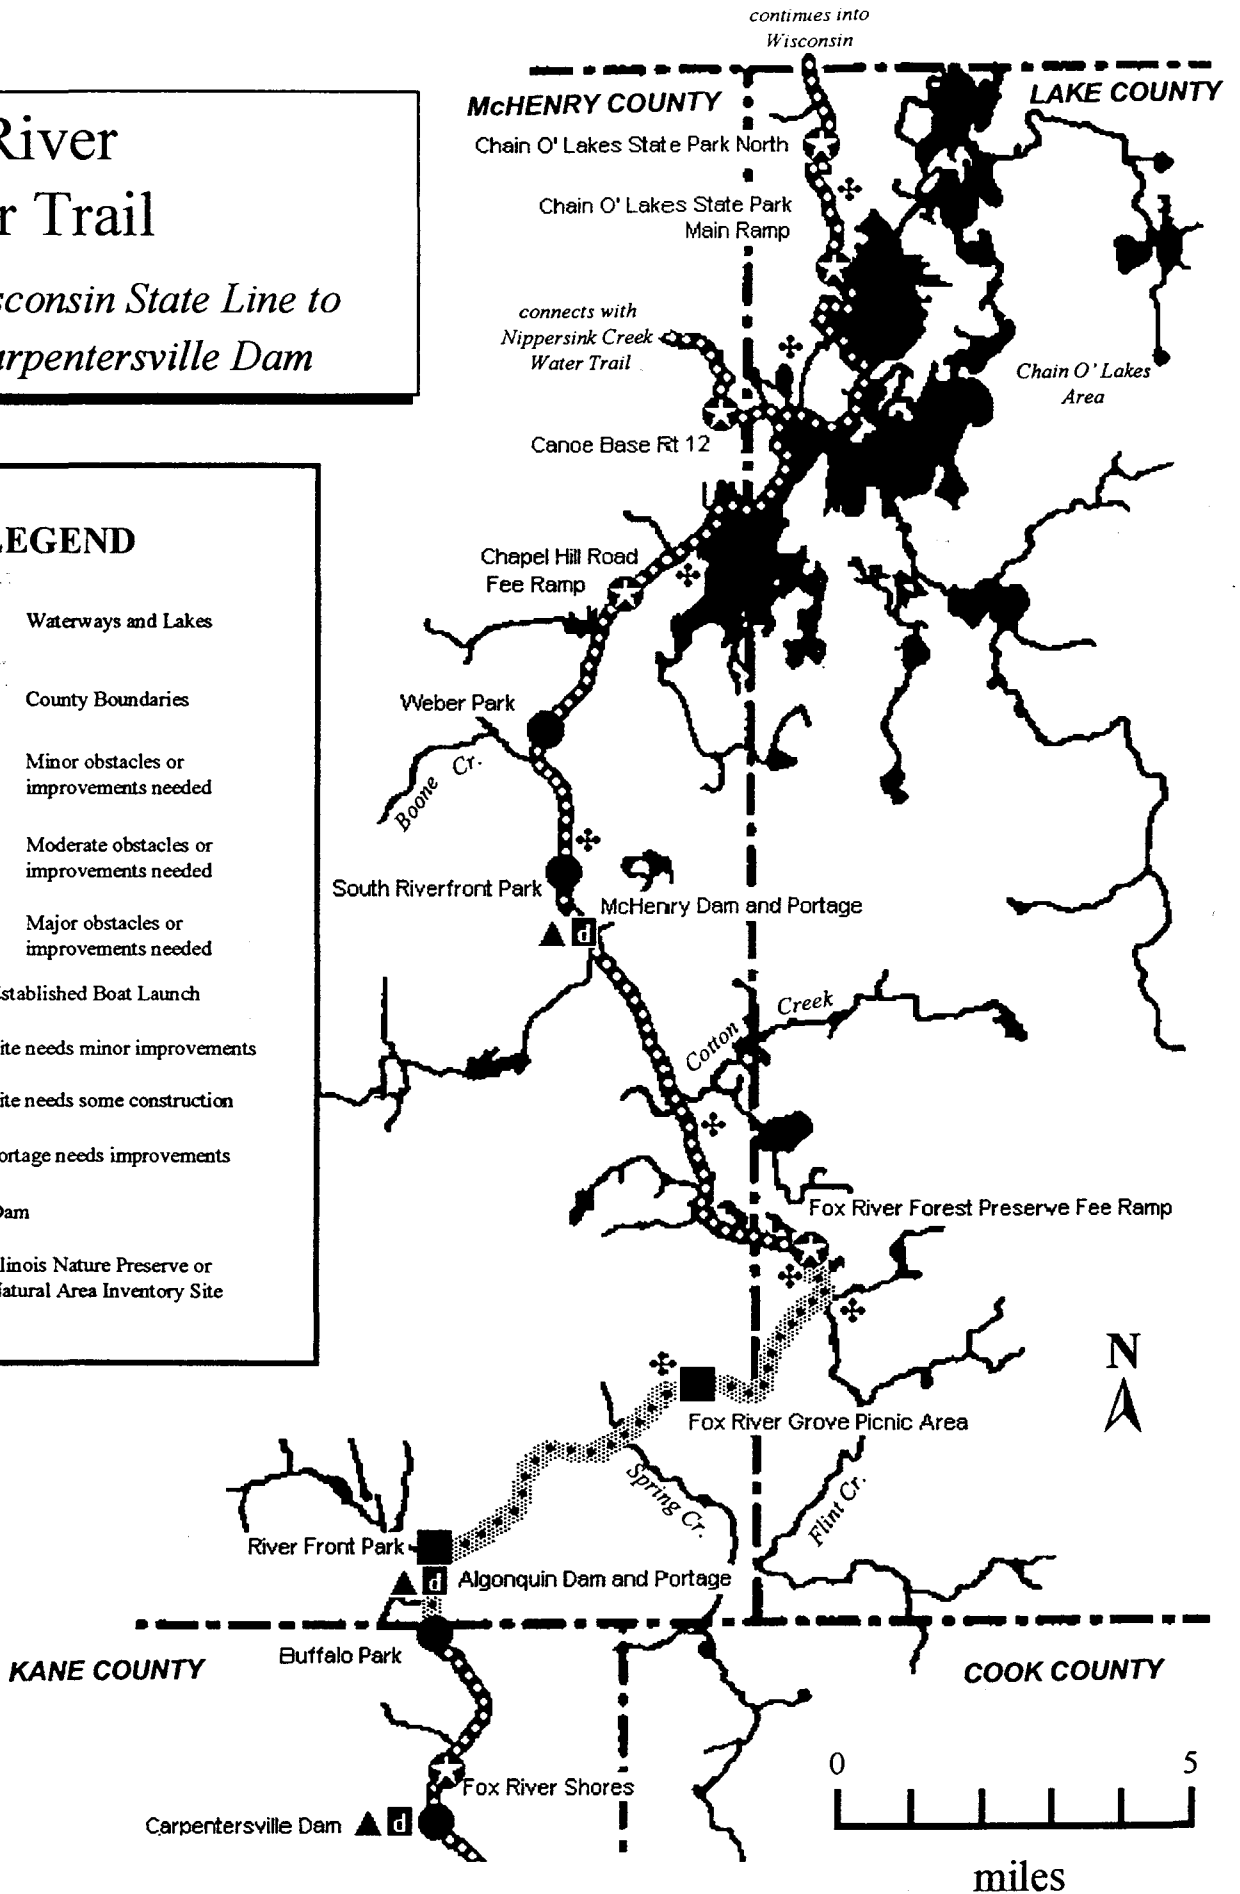 continues into
Wisconsin
McHENRY COUNTY
LAKE COUNTY
River
r Trail
sconsin State Line to
arpentersville Dam
Chain O' Lakes State Park North
Chain O' Lakes State Park
Main Ramp
connects with
Nippersink Creek
Water Trail
Chain O' Lakes
Area
Canoe Base Rt 12
LEGEND
Waterways and Lakes
County Boundaries
Minor obstacles or
improvements needed
Moderate obstacles or
improvements needed
Major obstacles or
improvements needed
Established Boat Launch
ite needs minor improvements
ite needs some construction
ortage needs improvements
Dam
llinois Nature Preserve or
Natural Area Inventory Site
Chapel Hill Road
Fee Ramp
Weber Park
Boone Cr.
South Riverfront Park
McHenry Dam and Portage
d
Cotton Creek
Fox River Forest Preserve Fee Ramp
N
Fox River Grove Picnic Area
Spring Cr.
Flint Cr.
River Front Park
d Algonquin Dam and Portage
Buffalo Park
KANE COUNTY
COOK COUNTY
Fox River Shores
Carpentersville Dam d
0 5
miles